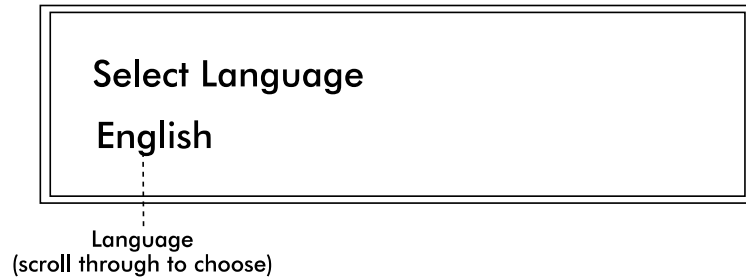 Select Language
English
Language
(scroll through to choose)